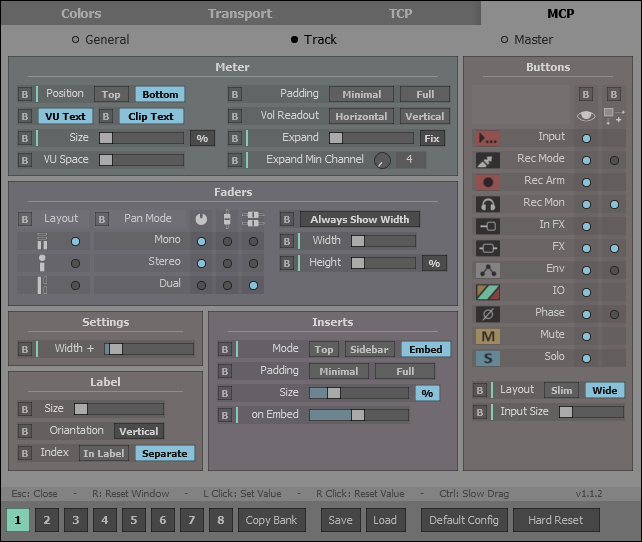 Colors Transport TCP MCP
General Track Master
Meter
B Position Top Bottom B Padding Minimal Full
B VU Text B Clip Text B Vol Readout Horizontal Vertical
B Size % B Expand Fix
B VU Space B Expand Min Channel 4
Faders
B Layout B Pan Mode B Always Show Width
Mono B Width
Stereo B Height %
Dual
Settings
B Width +
Label
B Size
B Oriantation Vertical
B Index In Label Separate
Inserts
B Mode Top Sidebar Embed
B Padding Minimal Full
B Size %
B on Embed
Buttons
B B
Input
Rec Mode
Rec Arm
Rec Mon
In FX
FX
Env
IO
Phase
M Mute
S Solo
B Layout Slim Wide
B Input Size
Esc: Close - R: Reset Window - L Click: Set Value - R Click: Reset Value - Ctrl: Slow Drag v1.1.2
1 2 3 4 5 6 7 8 Copy Bank Save Load Default Config Hard Reset